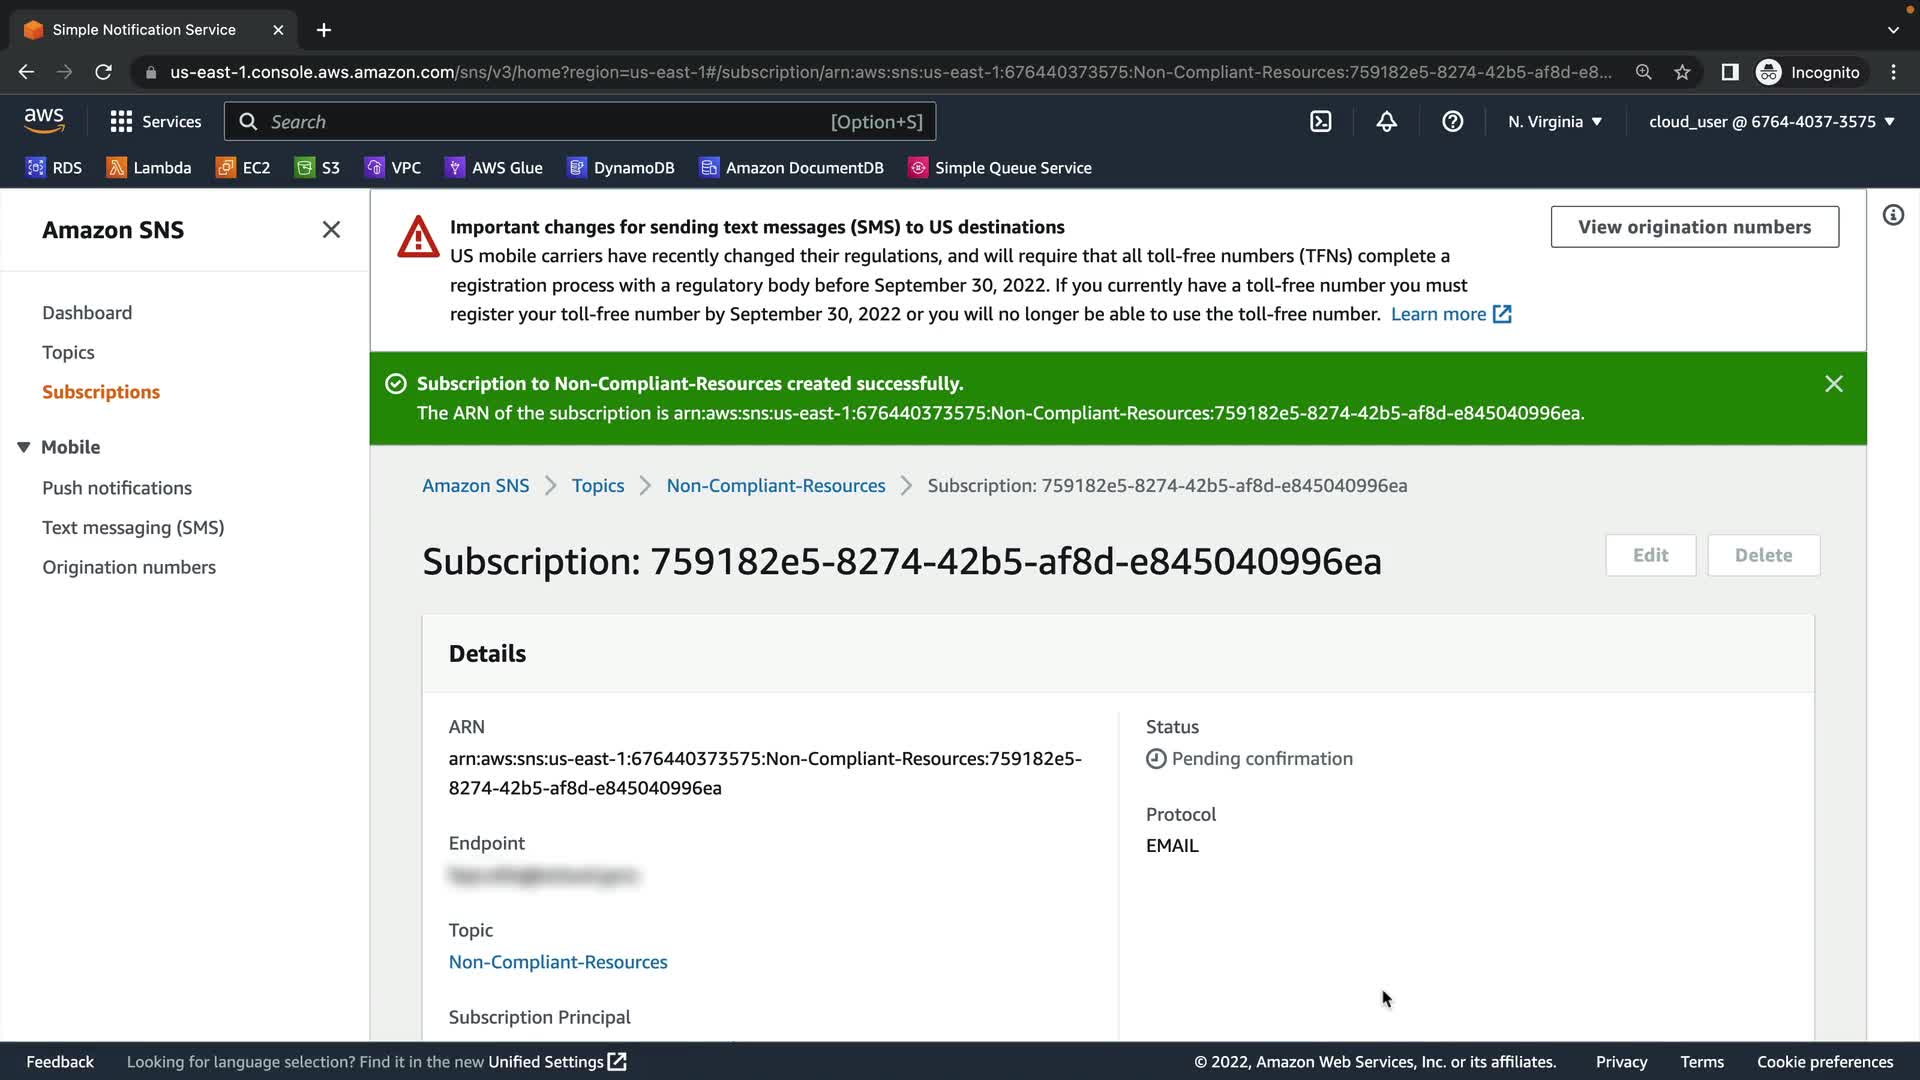 Simple Notification Service
us-east-1.console.aws.amazon.com/sns/v3/home?region=us-east-1#/subscription/arn:aws:sns:us-east-1:676440373575:Non-Compliant-Resources:759182e5-8274-42b5-af8d-e8...
Incognito
aws
Services
Search
[Option+S]
N. Virginia
cloud_user @ 6764-4037-3575
RDS
Lambda
EC2
S3
VPC
AWS Glue
DynamoDB
Amazon DocumentDB
Simple Queue Service
Amazon SNS
Dashboard
Topics
Subscriptions
Mobile
Push notifications
Text messaging (SMS)
Origination numbers
Important changes for sending text messages (SMS) to US destinations
US mobile carriers have recently changed their regulations, and will require that all toll-free numbers (TFNs) complete a
registration process with a regulatory body before September 30, 2022. If you currently have a toll-free number you must
register your toll-free number by September 30, 2022 or you will no longer be able to use the toll-free number. Learn more
View origination numbers
Subscription to Non-Compliant-Resources created successfully.
The ARN of the subscription is arn:aws:sns:us-east-1:676440373575:Non-Compliant-Resources:759182e5-8274-42b5-af8d-e845040996ea.
Amazon SNS
Topics
Non-Compliant-Resources
Subscription: 759182e5-8274-42b5-af8d-e845040996ea
Subscription: 759182e5-8274-42b5-af8d-e845040996ea
Edit
Delete
Details
ARN
arn:aws:sns:us-east-1:676440373575:Non-Compliant-Resources:759182e5-
8274-42b5-af8d-e845040996ea
Endpoint
Topic
Non-Compliant-Resources
Subscription Principal
Status
Pending confirmation
Protocol
EMAIL
Feedback
Looking for language selection? Find it in the new Unified Settings
© 2022, Amazon Web Services, Inc. or its affiliates.
Privacy
Terms
Cookie preferences